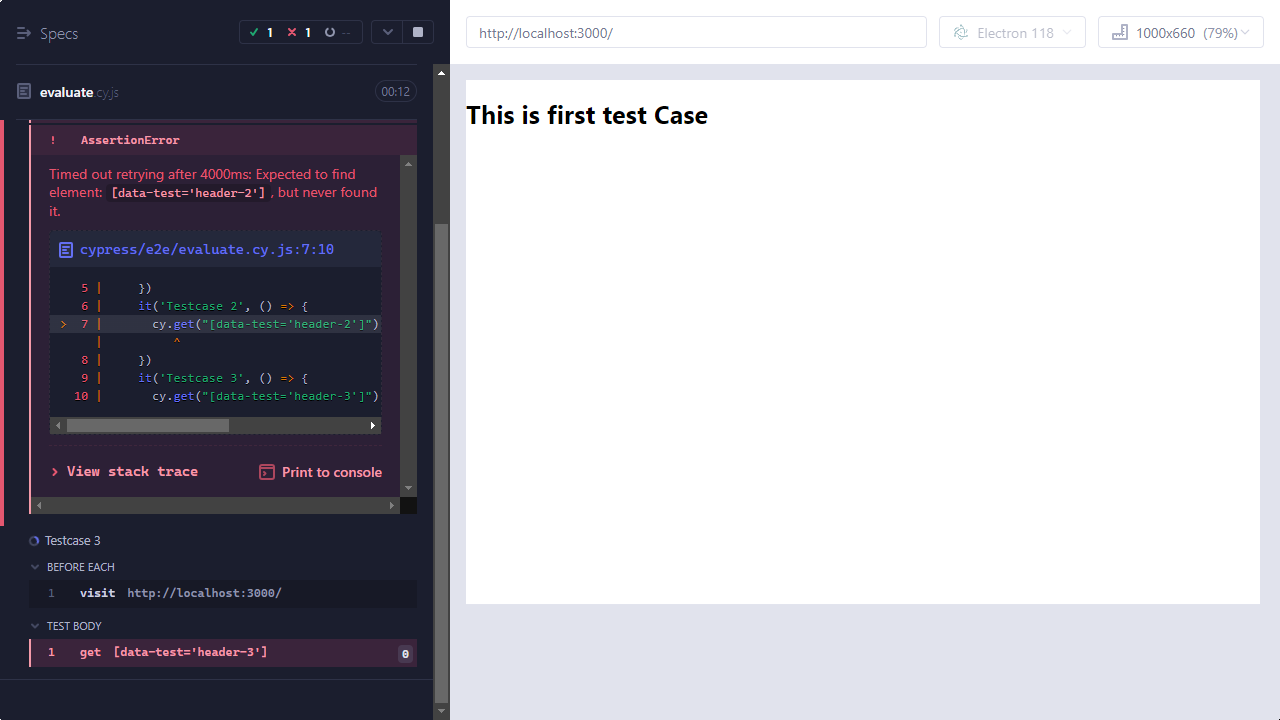 Specs
1 1 --
http://localhost:3000/
Electron 118
1000x660 (79%)
evaluate.cy.js
00:12
This is first test Case
! AssertionError
Timed out retrying after 4000ms: Expected to find
element: [data-test='header-2'], but never found
it.
cypress/e2e/evaluate.cy.js:7:10
5 | })
6 | it('Testcase 2', () => {
> 7 | cy.get("[data-test='header-2']")
| ^
8 | })
9 | it('Testcase 3', () => {
10 | cy.get("[data-test='header-3']")
View stack trace
Print to console
Testcase 3
BEFORE EACH
1 visit http://localhost:3000/
TEST BODY
1 get [data-test='header-3'] 0